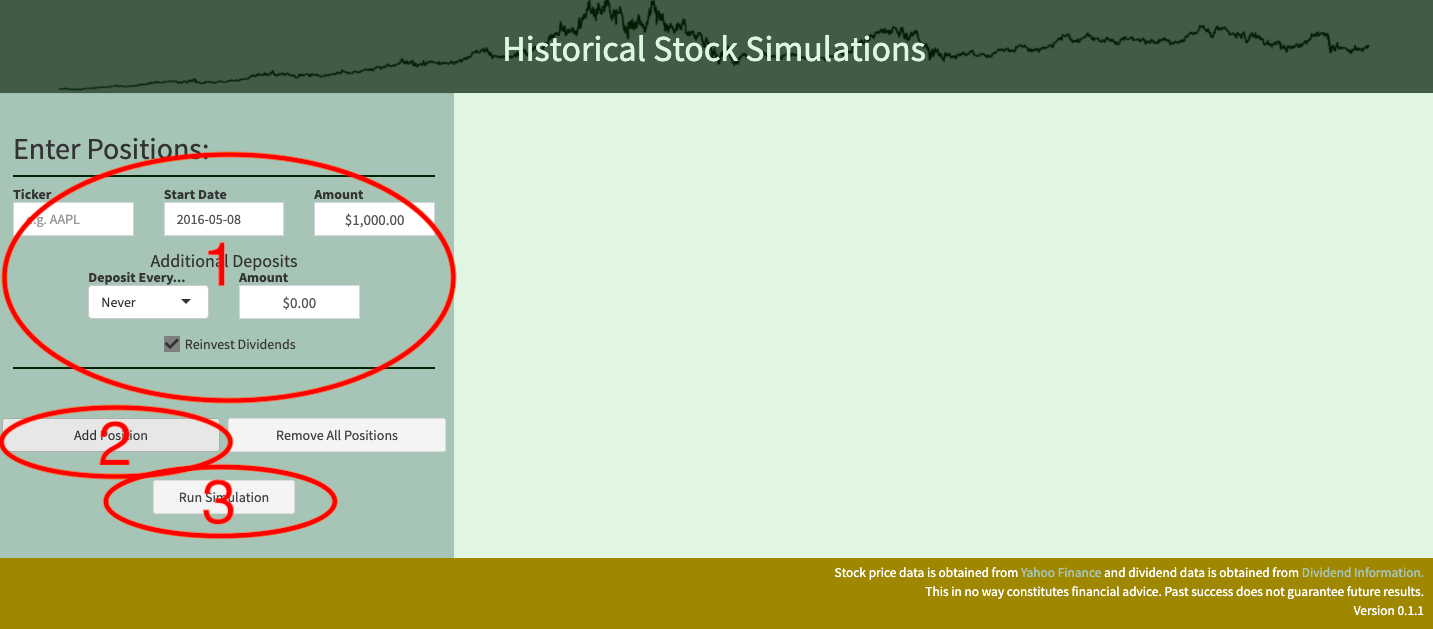 Historical Stock Simulations
Enter Positions:
Ticker Start Date Amount
e.g. AAPL 2016-05-08 $1,000.00
1
Additional Deposits
Deposit Every... Amount
Never $0.00
Reinvest Dividends
Add Position Remove All Positions
2
Run Simulation
3
Stock price data is obtained from Yahoo Finance and dividend data is obtained from Dividend Information.
This in no way constitutes financial advice. Past success does not guarantee future results.
Version 0.1.1